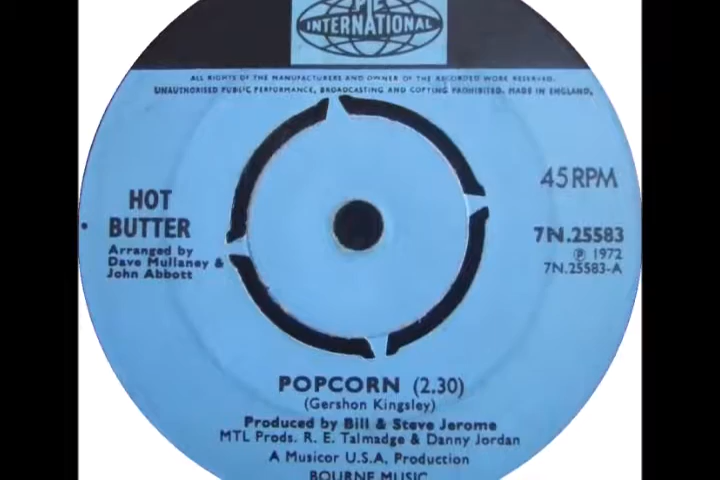 PYE
INTERNATIONAL
ALL RIGHTS OF THE MANUFACTURERS AND OWNER OF THE RECORDED WORK RESERVED.
UNAUTHORISED PUBLIC PERFORMANCE, BROADCASTING AND COPYING PROHIBITED. MADE IN ENGLAND.
45 RPM
HOT
BUTTER
Arranged by
Dave Mullaney &
John Abbott
7N.25583
Ⓟ 1972
7N.25583-A
POPCORN (2.30)
(Gershon Kingsley)
Produced by Bill & Steve Jerome
MTL Prods. R. E. Talmadge & Danny Jordan
A Musicor U.S.A. Production
BOURNE MUSIC